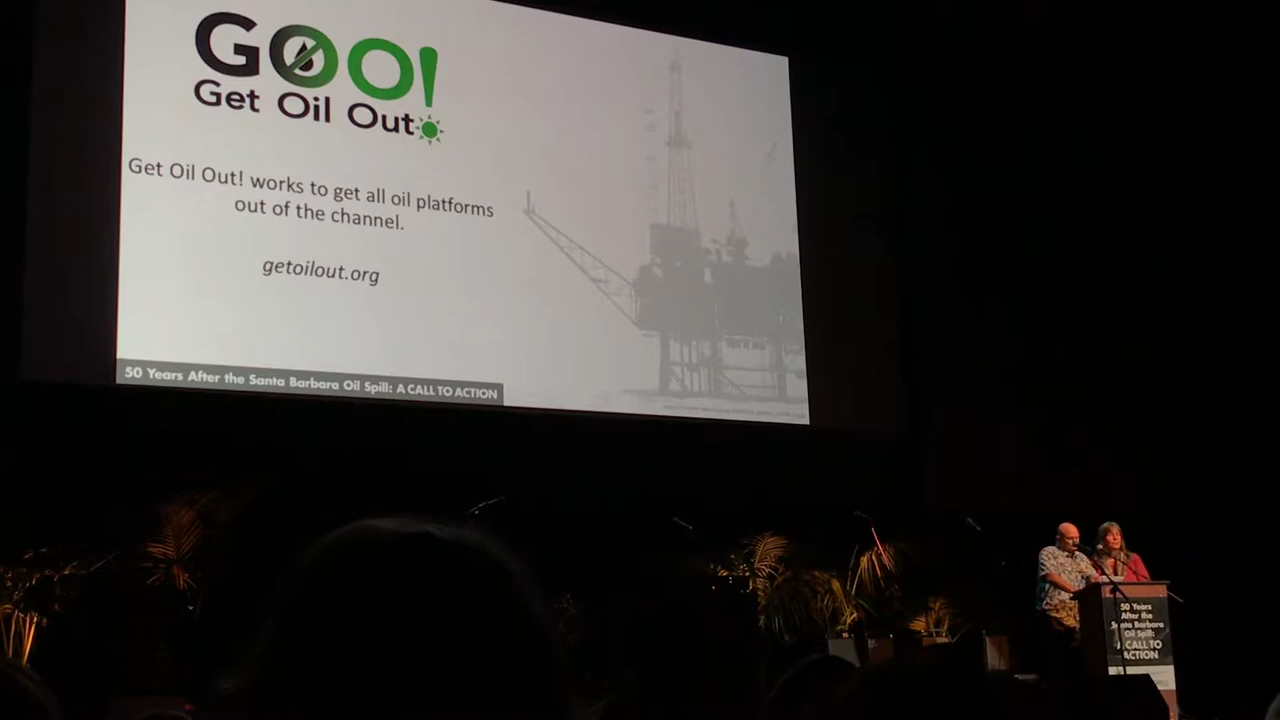 GOO!
Get Oil Out
Get Oil Out! works to get all oil platforms
out of the channel.
getoilout.org
50 Years After the Santa Barbara Oil Spill: A CALL TO ACTION
50 Years
After the
Santa Barbara
Oil Spill:
A CALL TO
ACTION